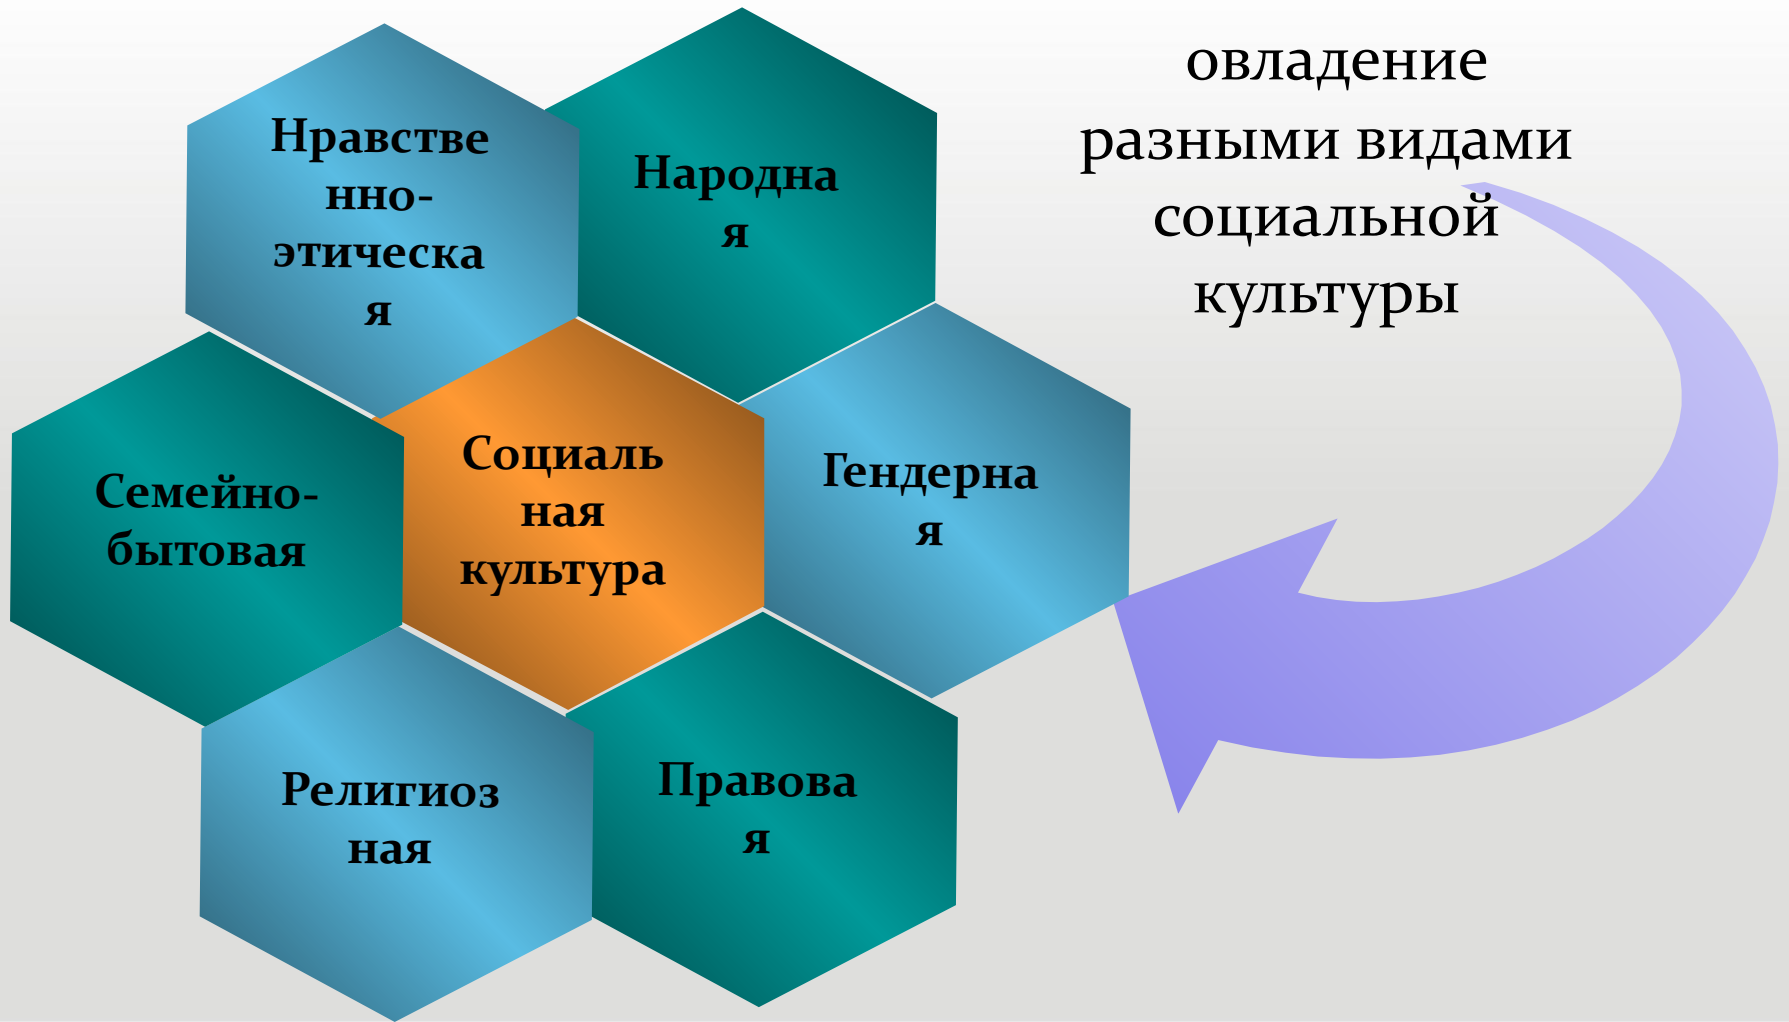 Нравстве
нно-
этическа
я
Народна
я
овладение
разными видами
социальной
культуры
Семейно-
бытовая
Социаль
ная
культура
Гендерна
я
Религиоз
ная
Правова
я